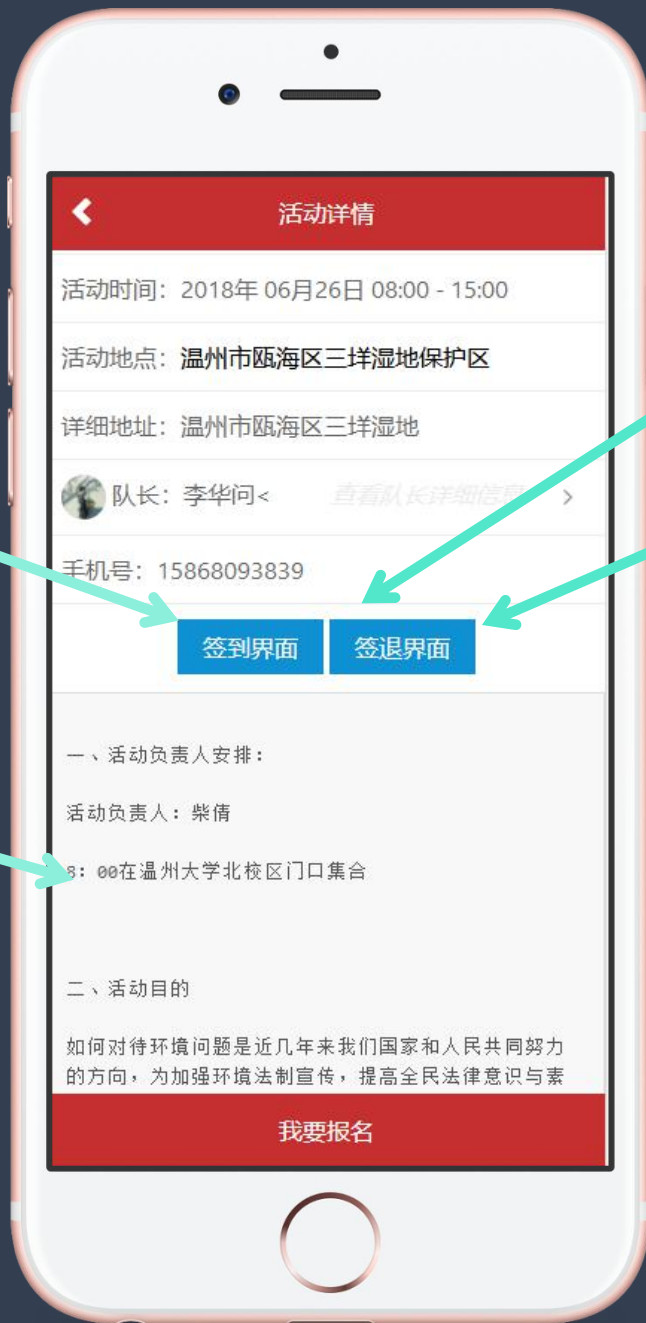 活动详情
活动时间：2018年 06月26日 08:00 - 15:00
活动地点：温州市瓯海区三垟湿地保护区
详细地址：温州市瓯海区三垟湿地
队长：李华问< 查看队长详细信息 >
手机号：15868093839
签到界面 签退界面
一、活动负责人安排：
活动负责人：柴倩
8：00在温州大学北校区门口集合
二、活动目的
如何对待环境问题是近几年来我们国家和人民共同努力
的方向，为加强环境法制宣传，提高全民法律意识与素
我要报名